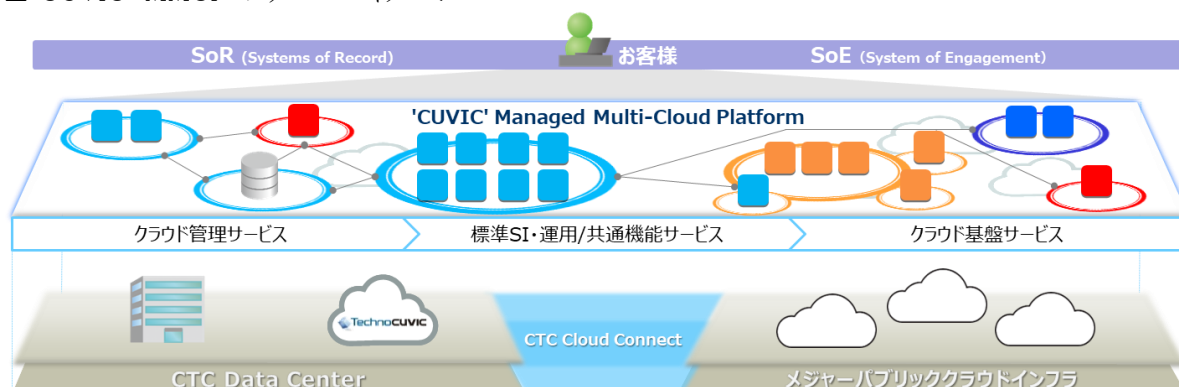 SoR (Systems of Record)
お客様
SoE (System of Engagement)
'CUVIC' Managed Multi-Cloud Platform
クラウド管理サービス
標準SI・運用/共通機能サービス
クラウド基盤サービス
TechnoCUVIC
CTC Cloud Connect
CTC Data Center
メジャーパブリッククラウドインフラ